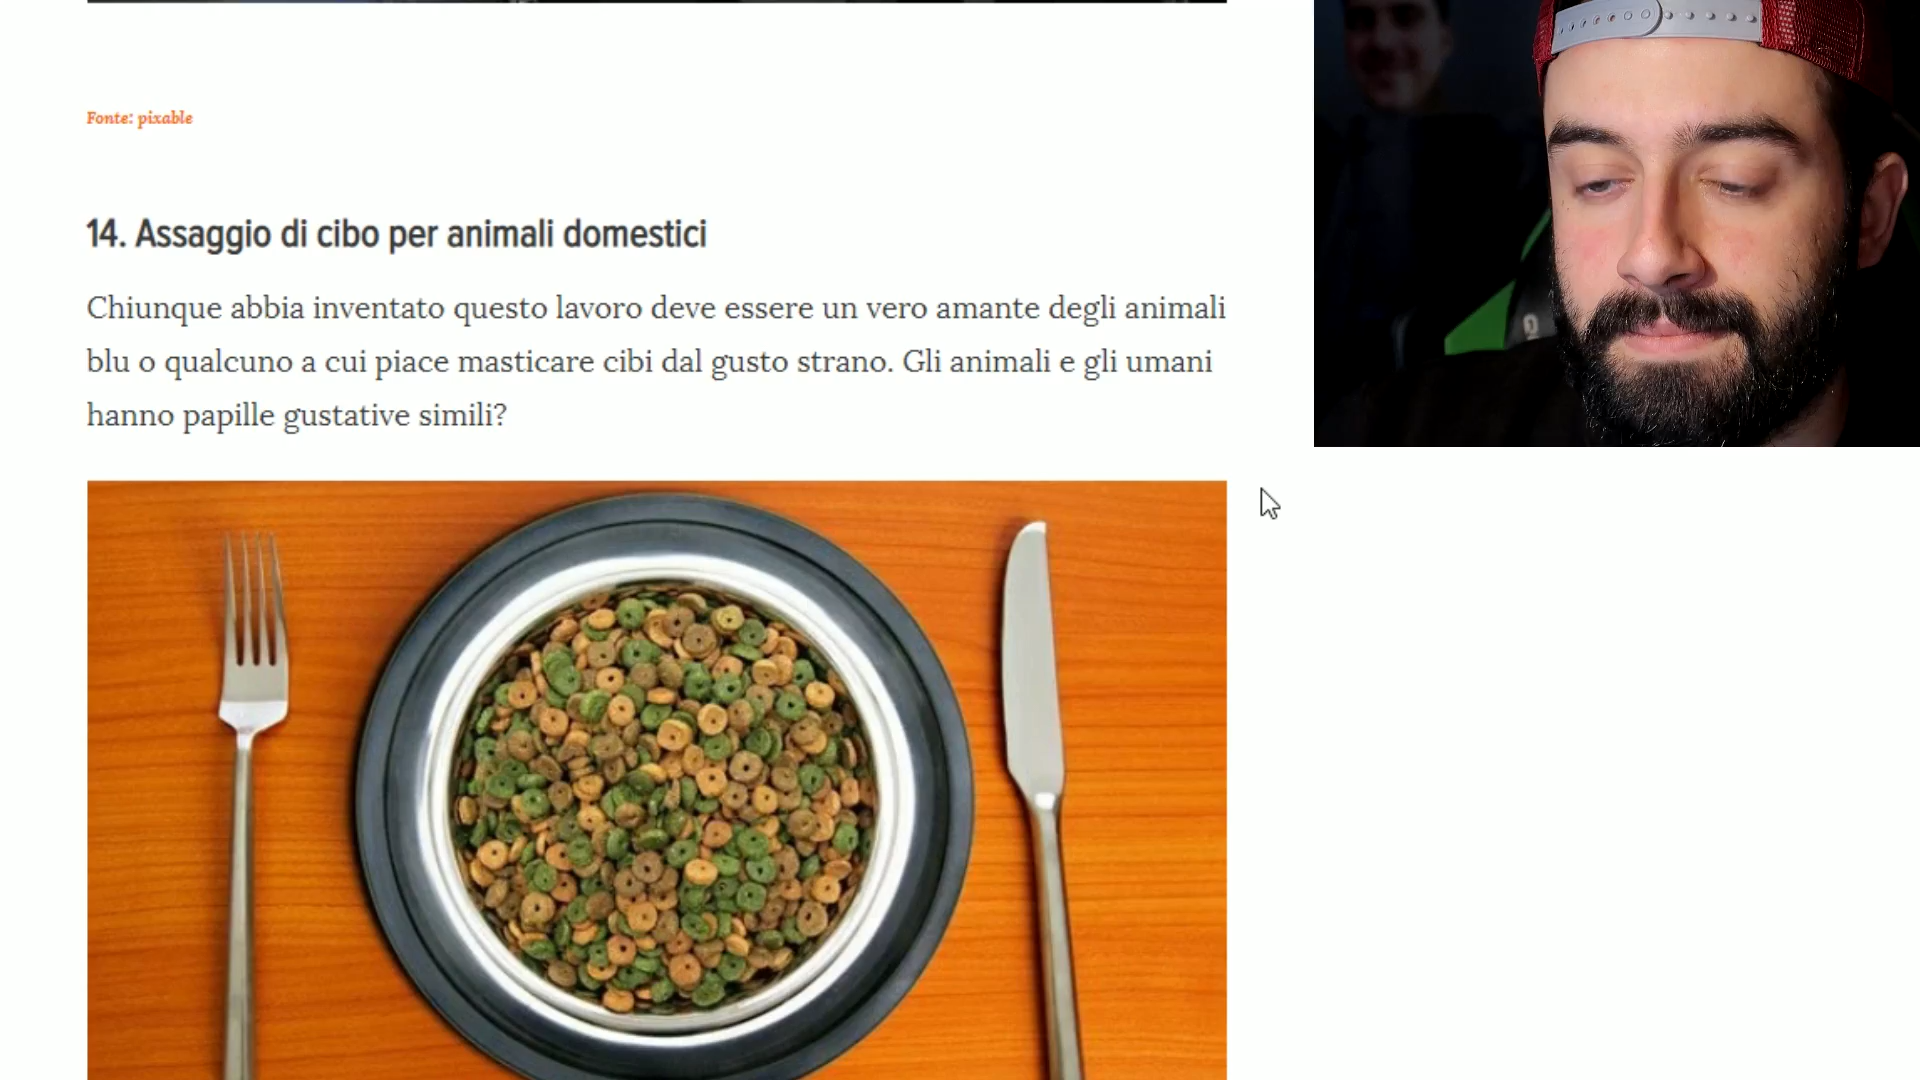 Fonte: pixable
14. Assaggio di cibo per animali domestici
Chiunque abbia inventato questo lavoro deve essere un vero amante degli animali
blu o qualcuno a cui piace masticare cibi dal gusto strano. Gli animali e gli umani
hanno papille gustative simili?